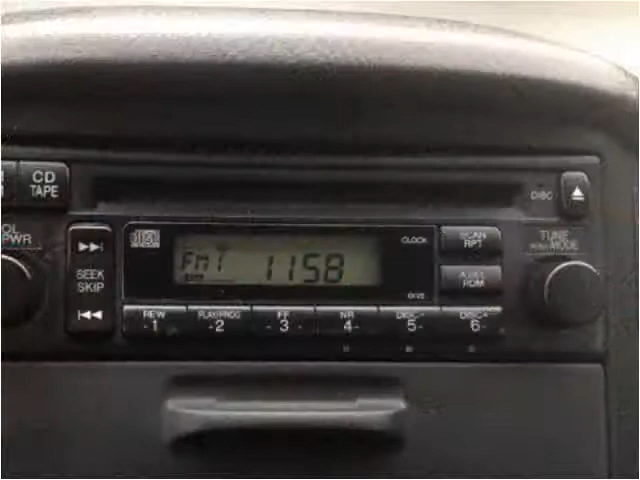 CD
TAPE
DISC
PWR
SEEK
SKIP
CLOCK
SCAN
RPT
TUNE
MODE
FM1 1158
RDM
REW
1
PLAY/PROG
2
FF
3
NR
4
DISC-
5
DISC+
6